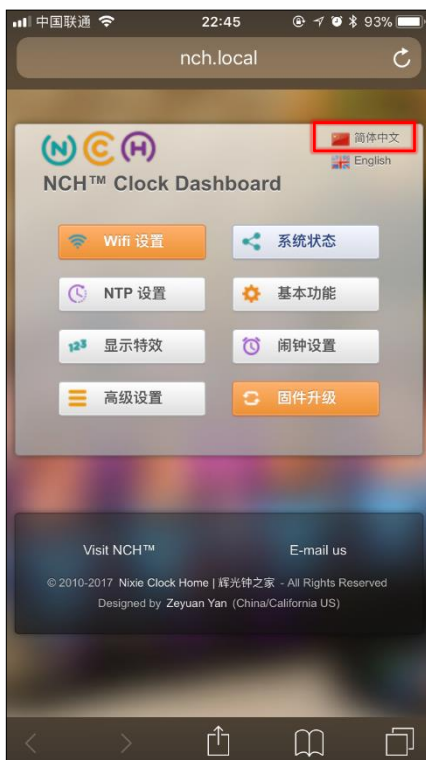 中国联通 22:45 93%
nch.local
N C H
简体中文
English
NCH™ Clock Dashboard
Wifi 设置 系统状态
NTP 设置 基本功能
123 显示特效 闹钟设置
高级设置 固件升级
Visit NCH™ E-mail us
© 2010-2017 Nixie Clock Home | 辉光钟之家 - All Rights Reserved
Designed by Zeyuan Yan (China/California US)